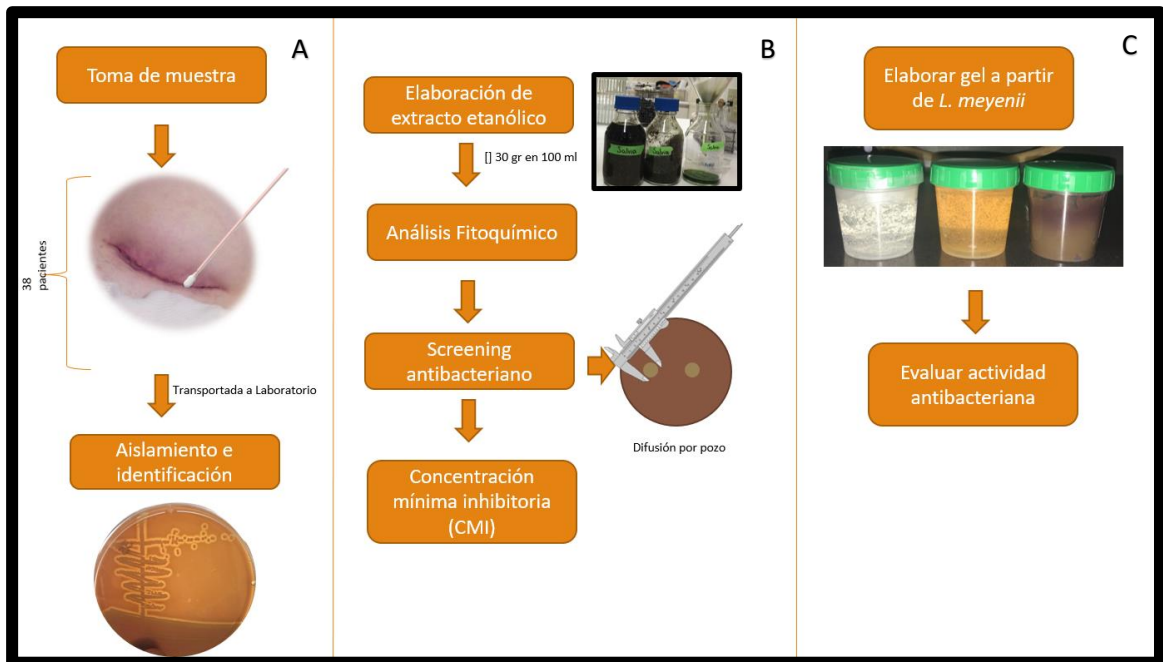 A
Toma de muestra
38
pacientes
Transportada a Laboratorio
Aislamiento e
identificación
B
Elaboración de
extracto etanólico
[] 30 gr en 100 ml
Análisis Fitoquímico
Screening
antibacteriano
Difusión por pozo
Concentración
mínima inhibitoria
(CMI)
C
Elaborar gel a partir
de L. meyenii
Evaluar actividad
antibacteriana